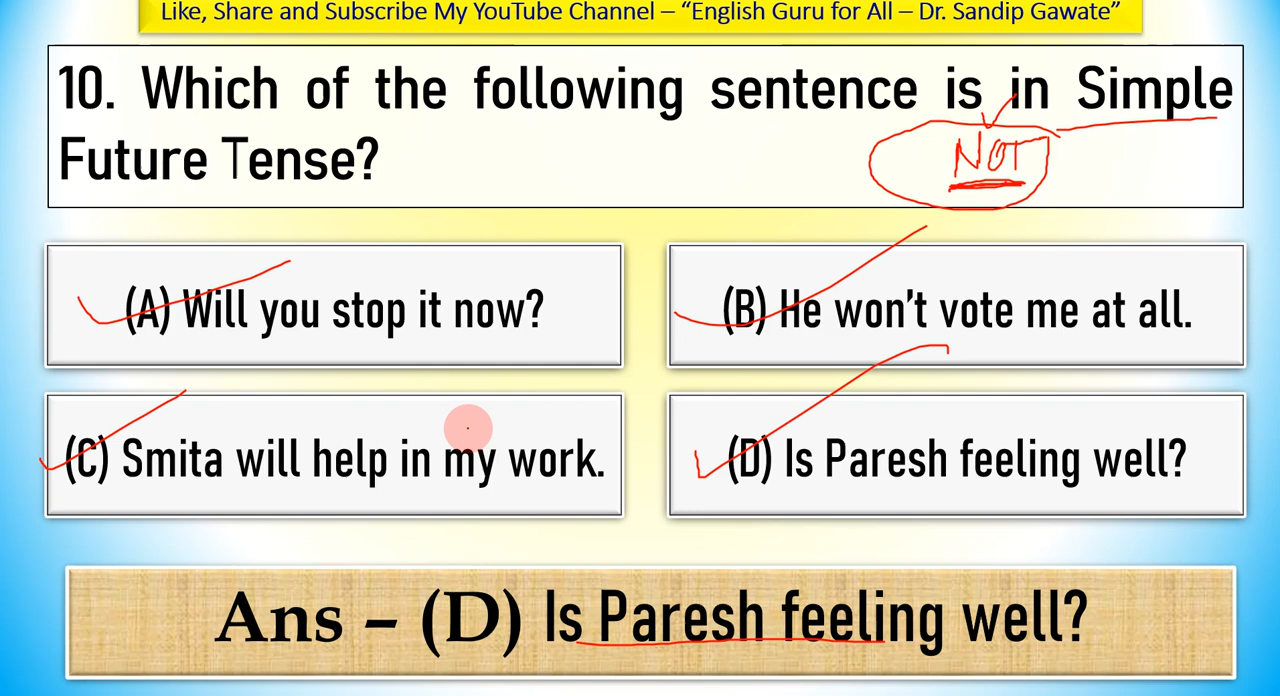 Like, Share and Subscribe My YouTube Channel – “English Guru for All – Dr. Sandip Gawate”
10. Which of the following sentence is in Simple
Future Tense?
NOT
(A) Will you stop it now?
(B) He won’t vote me at all.
(C) Smita will help in my work.
(D) Is Paresh feeling well?
Ans – (D) Is Paresh feeling well?